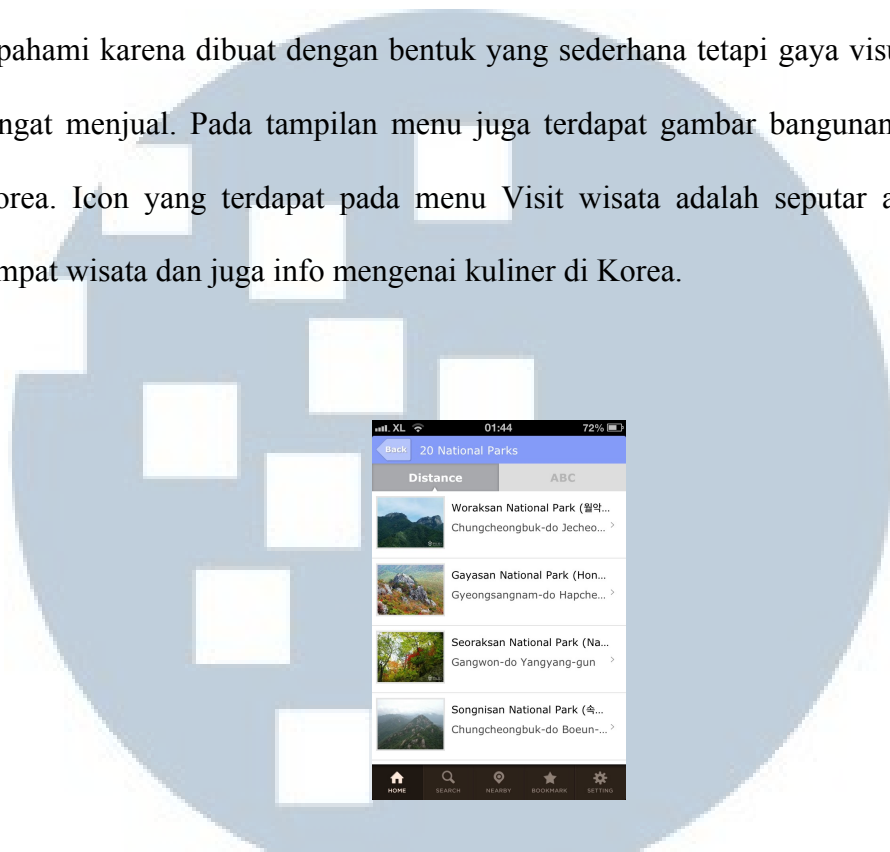 pahami karena dibuat dengan bentuk yang sederhana tetapi gaya visu
ngat menjual. Pada tampilan menu juga terdapat gambar bangunan
orea. Icon yang terdapat pada menu Visit wisata adalah seputar a
mpat wisata dan juga info mengenai kuliner di Korea.
XL 01:44 72%
Back 20 National Parks
Distance ABC
Woraksan National Park (월악...
Chungcheongbuk-do Jecheo...
Gayasan National Park (Hon...
Gyeongsangnam-do Hapche...
Seoraksan National Park (Na...
Gangwon-do Yangyang-gun
Songnisan National Park (속...
Chungcheongbuk-do Boeun-...
HOME SEARCH NEARBY BOOKMARK SETTING